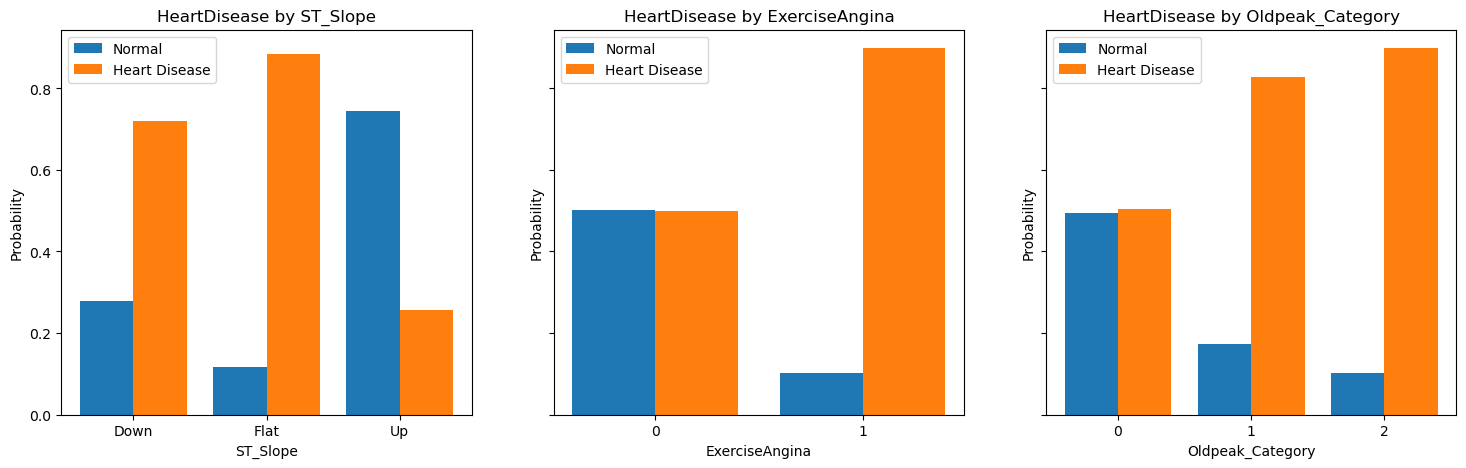 HeartDisease by ST_Slope
Normal
Heart Disease
Probability
0.8
0.6
0.4
0.2
0.0
Down Flat Up
ST_Slope
HeartDisease by ExerciseAngina
Normal
Heart Disease
Probability
0 1
ExerciseAngina
HeartDisease by Oldpeak_Category
Normal
Heart Disease
Probability
0 1 2
Oldpeak_Category